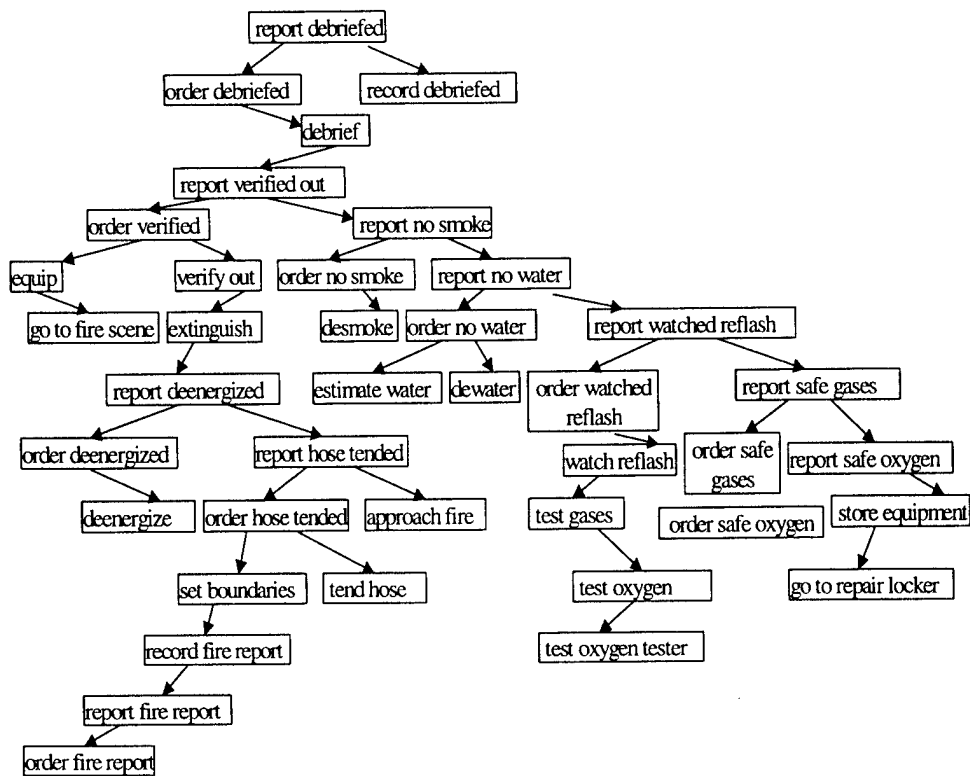 report debriefed
order debriefed
record debriefed
debrief
report verified out
order verified
report no smoke
equip
verify out
order no smoke
report no water
go to fire scene
extinguish
desmoke
order no water
report watched reflash
report deenergized
estimate water
dewater
order watched
reflash
report safe gases
order deenergized
report hose tended
watch reflash
order safe
gases
report safe oxygen
deenergize
order hose tended
approach fire
test gases
order safe oxygen
store equipment
set boundaries
tend hose
test oxygen
go to repair locker
record fire report
test oxygen tester
report fire report
order fire report